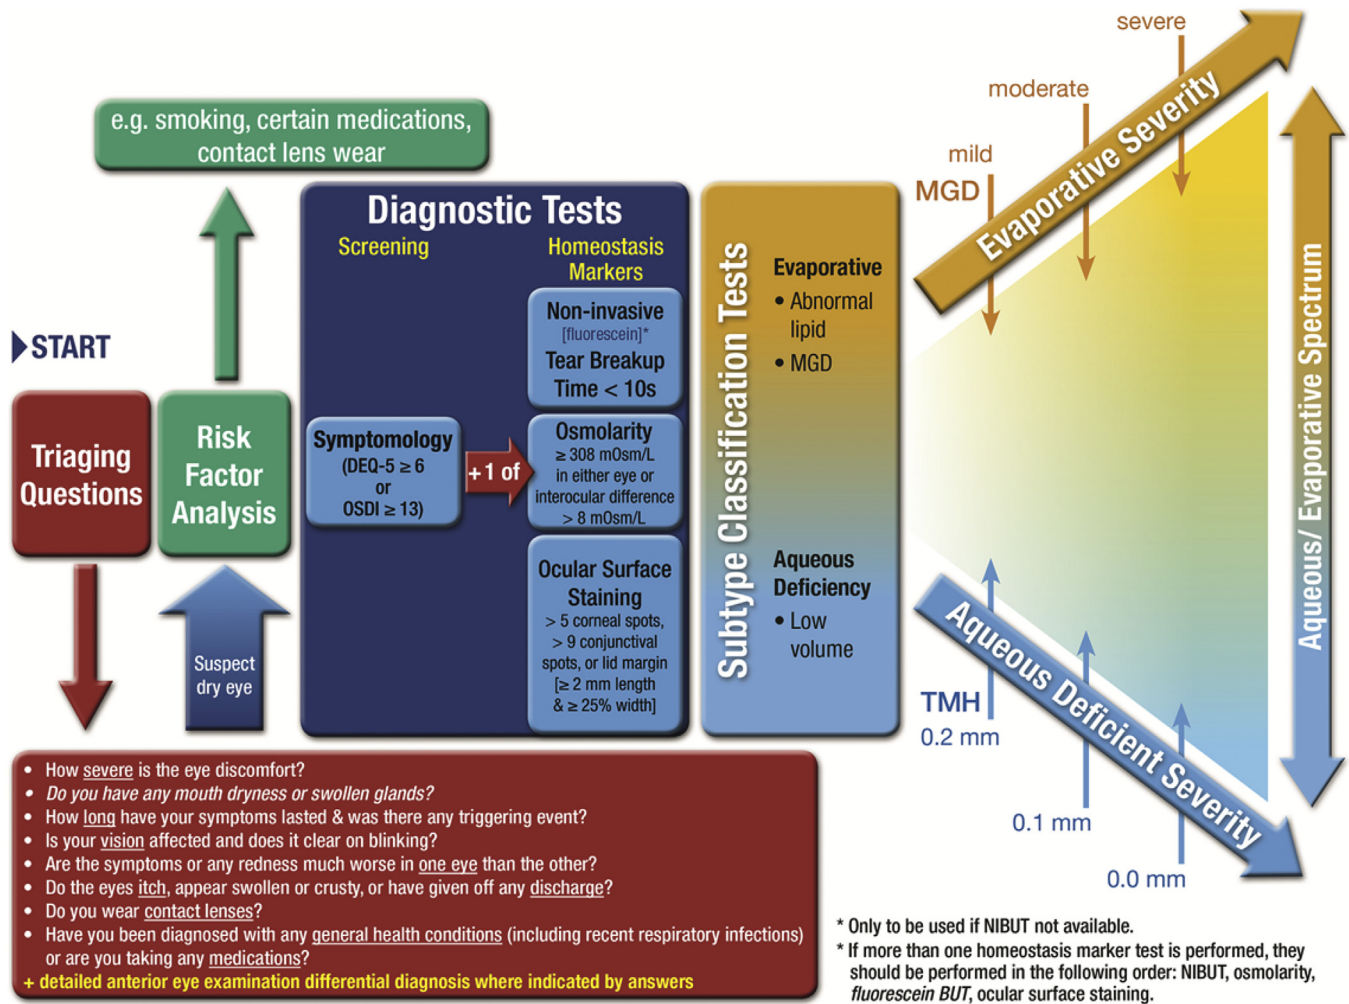 e.g. smoking, certain medications,
contact lens wear
START
Triaging
Questions
Risk
Factor
Analysis
Suspect
dry eye
Diagnostic Tests
Screening
Symptomology
(DEQ-5 ≥ 6
or
OSDI ≥ 13)
+1 of
Homeostasis
Markers
Non-invasive
[fluorescein]*
Tear Breakup
Time < 10s
Osmolarity
≥ 308 mOsm/L
in either eye or
interocular difference
> 8 mOsm/L
Ocular Surface
Staining
> 5 corneal spots,
> 9 conjunctival
spots, or lid margin
[≥ 2 mm length
& ≥ 25% width]
Subtype Classification Tests
Evaporative
• Abnormal
lipid
• MGD
Aqueous
Deficiency
• Low
volume
severe
moderate
mild
MGD
Evaporative Severity
Aqueous/ Evaporative Spectrum
Aqueous Deficient Severity
TMH
0.2 mm
0.1 mm
0.0 mm
• How severe is the eye discomfort?
• Do you have any mouth dryness or swollen glands?
• How long have your symptoms lasted & was there any triggering event?
• Is your vision affected and does it clear on blinking?
• Are the symptoms or any redness much worse in one eye than the other?
• Do the eyes itch, appear swollen or crusty, or have given off any discharge?
• Do you wear contact lenses?
• Have you been diagnosed with any general health conditions (including recent respiratory infections)
or are you taking any medications?
+ detailed anterior eye examination differential diagnosis where indicated by answers
* Only to be used if NIBUT not available.
* If more than one homeostasis marker test is performed, they
should be performed in the following order: NIBUT, osmolarity,
fluorescein BUT, ocular surface staining.